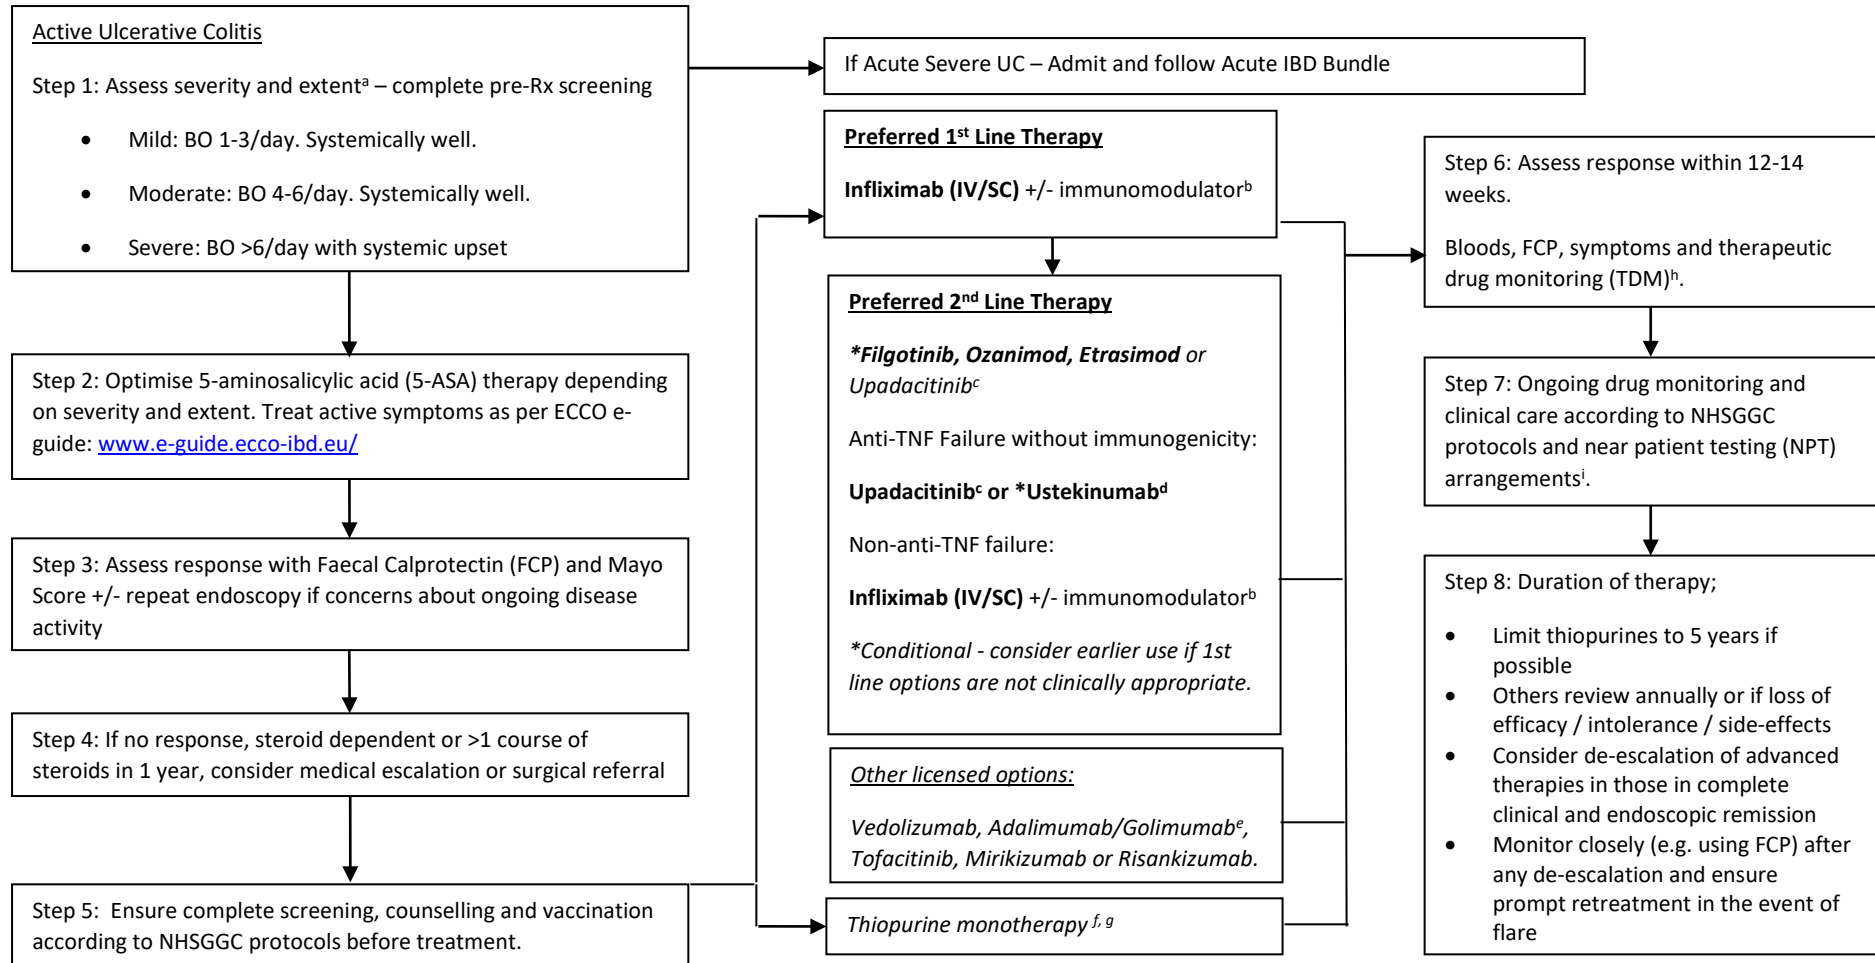 Active Ulcerative Colitis
Step 1: Assess severity and extentᵃ – complete pre-Rx screening
• Mild: BO 1-3/day. Systemically well.
• Moderate: BO 4-6/day. Systemically well.
• Severe: BO >6/day with systemic upset
Step 2: Optimise 5-aminosalicylic acid (5-ASA) therapy depending
on severity and extent. Treat active symptoms as per ECCO e-
guide: www.e-guide.ecco-ibd.eu/
Step 3: Assess response with Faecal Calprotectin (FCP) and Mayo
Score +/- repeat endoscopy if concerns about ongoing disease
activity
Step 4: If no response, steroid dependent or >1 course of
steroids in 1 year, consider medical escalation or surgical referral
Step 5: Ensure complete screening, counselling and vaccination
according to NHSGGC protocols before treatment.
If Acute Severe UC – Admit and follow Acute IBD Bundle
Preferred 1ˢᵗ Line Therapy
Infliximab (IV/SC) +/- immunomodulatorᵇ
Preferred 2ⁿᵈ Line Therapy
*Filgotinib, Ozanimod, Etrasimod or
Upadacitinibᶜ
Anti-TNF Failure without immunogenicity:
Upadacitinibᶜ or *Ustekinumabᵈ
Non-anti-TNF failure:
Infliximab (IV/SC) +/- immunomodulatorᵇ
*Conditional - consider earlier use if 1st
line options are not clinically appropriate.
Other licensed options:
Vedolizumab, Adalimumab/Golimumabᵉ,
Tofacitinib, Mirikizumab or Risankizumab.
Thiopurine monotherapy ᶠ, ᵍ
Step 6: Assess response within 12-14
weeks.
Bloods, FCP, symptoms and therapeutic
drug monitoring (TDM)ʰ.
Step 7: Ongoing drug monitoring and
clinical care according to NHSGGC
protocols and near patient testing (NPT)
arrangementsⁱ.
Step 8: Duration of therapy;
• Limit thiopurines to 5 years if
possible
• Others review annually or if loss of
efficacy / intolerance / side-effects
• Consider de-escalation of advanced
therapies in those in complete
clinical and endoscopic remission
• Monitor closely (e.g. using FCP) after
any de-escalation and ensure
prompt retreatment in the event of
flare